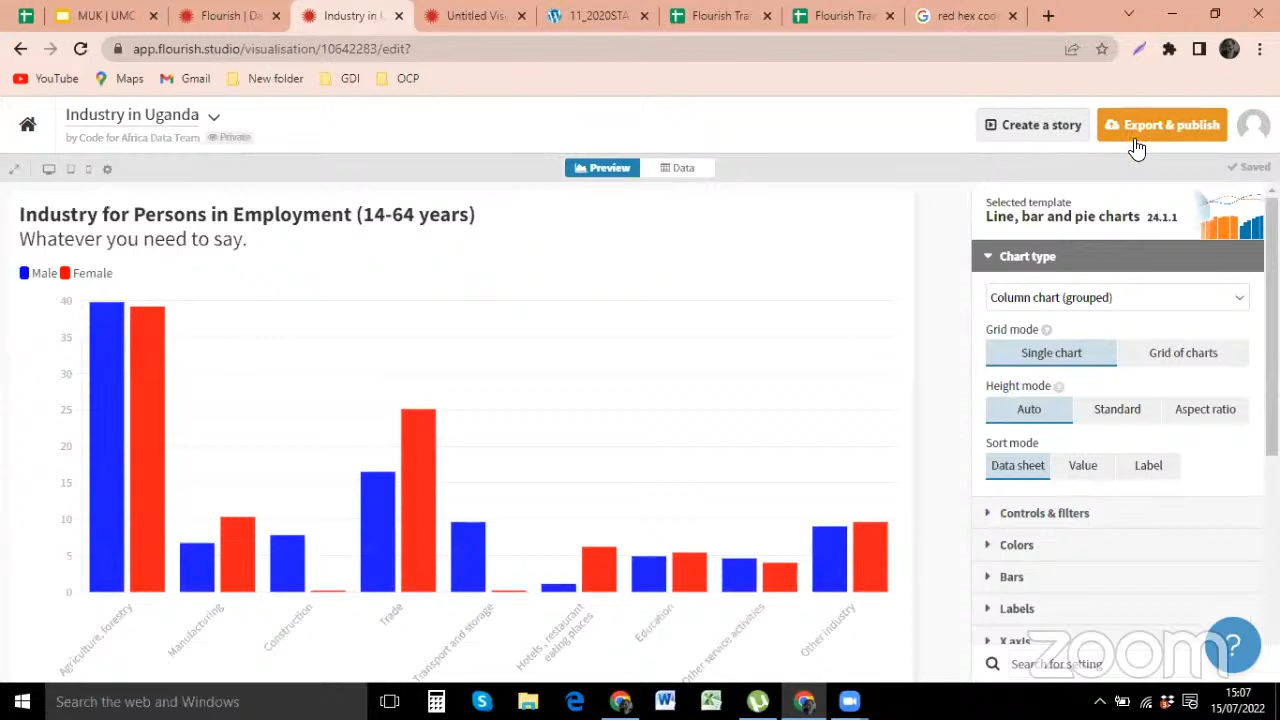 MUK | UMC
Flourish | Da
Industry in U
Untitled Vis
11_2020STA
Flourish Tra
Flourish Tra
red hex cod
app.flourish.studio/visualisation/10642283/edit?
YouTube
Maps
Gmail
New folder
GDI
OCP
Industry in Uganda
by Code for Africa Data Team
Private
Create a story
Export & publish
Preview
Data
Saved
Industry for Persons in Employment (14-64 years)
Whatever you need to say.
Male
Female
40
35
30
25
20
15
10
5
0
Agriculture, forestry
Manufacturing
Construction
Trade
Transport and storage
Hotels, restaurant
eating places
Education
Other service activities
Other industry
Selected template
Line, bar and pie charts 24.1.1
Chart type
Column chart (grouped)
Grid mode
Single chart
Grid of charts
Height mode
Auto
Standard
Aspect ratio
Sort mode
Data sheet
Value
Label
Controls & filters
Colors
Bars
Labels
X axis
Search for setting
zoom
?
Search the web and Windows
15:07
15/07/2022